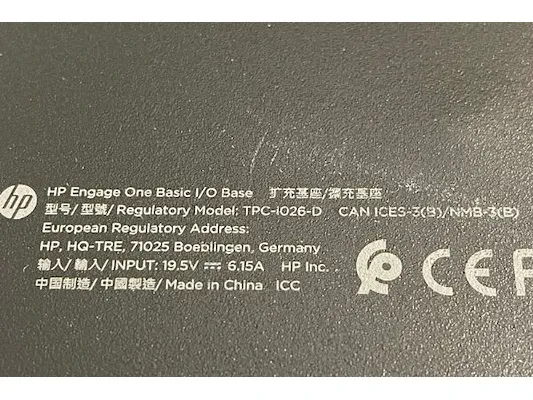 hp
HP Engage One Basic I/O Base 扩充基座/擴充基座
型号/ 型號/ Regulatory Model: TPC-I026-D CAN ICES-3(B)/NMB-3(B)
European Regulatory Address:
HP, HQ-TRE, 71025 Boeblingen, Germany
输入/ 輸入/ INPUT: 19.5V ⎓ 6.15A HP Inc.
中国制造/ 中國製造/ Made in China ICC
CE